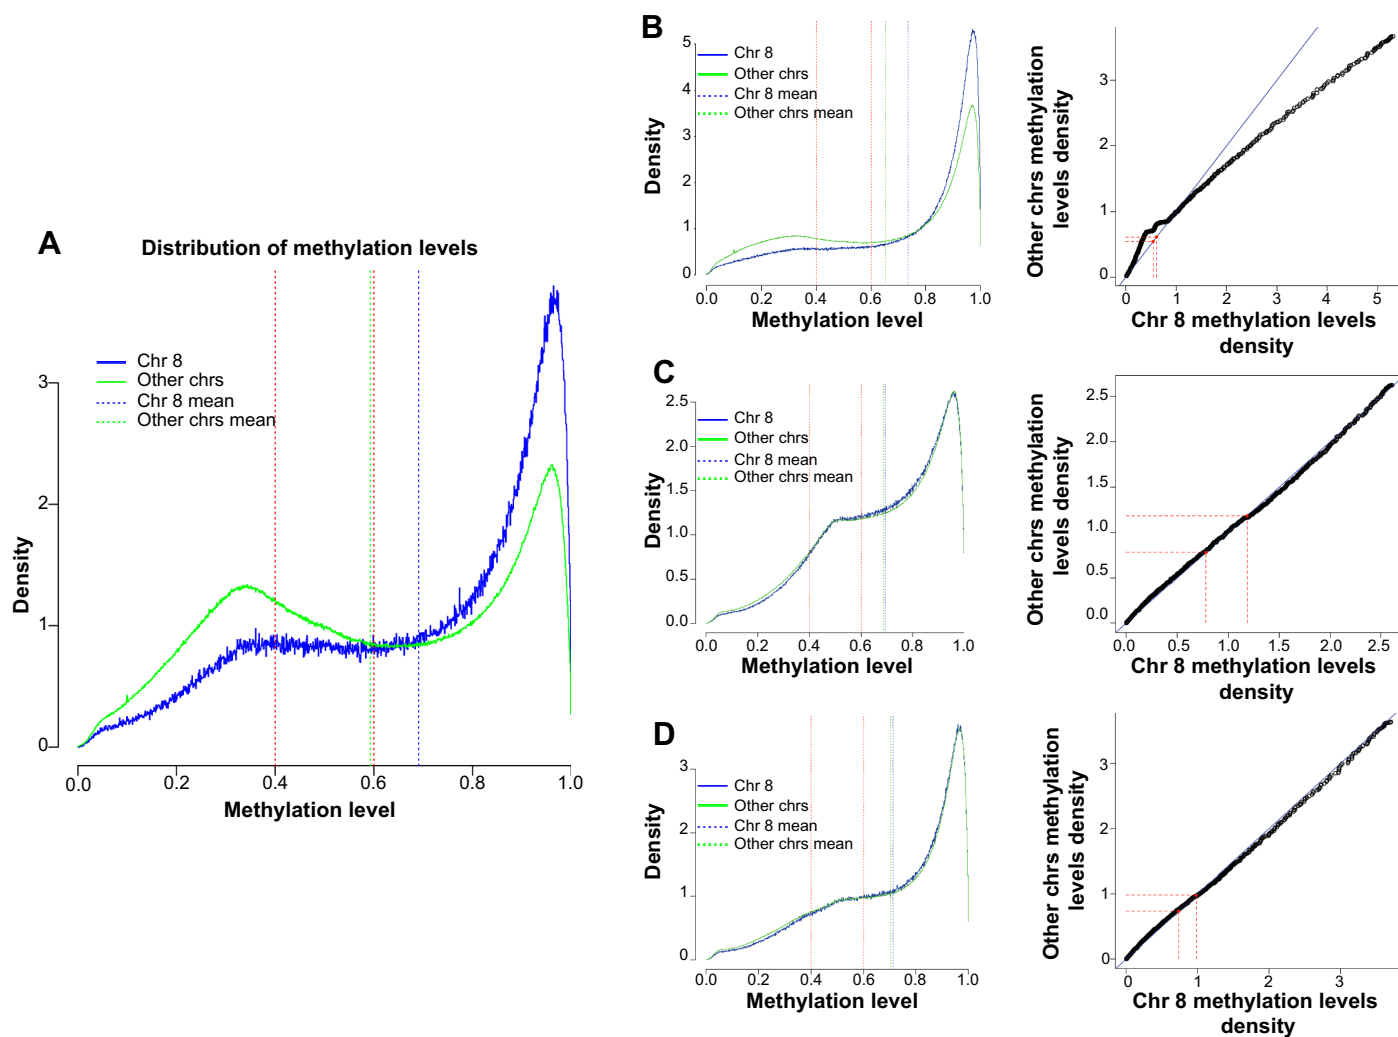 A
Distribution of methylation levels
Chr 8
Other chrs
Chr 8 mean
Other chrs mean
Density
3
2
1
0
0.0 0.2 0.4 0.6 0.8 1.0
Methylation level
B
Chr 8
Other chrs
Chr 8 mean
Other chrs mean
Density
5
4
3
2
1
0
0.0 0.2 0.4 0.6 0.8 1.0
Methylation level
Other chrs methylation
levels density
3
2
1
0
0 1 2 3 4 5
Chr 8 methylation levels
density
C
Chr 8
Other chrs
Chr 8 mean
Other chrs mean
Density
2.5
2.0
1.5
1.0
0.5
0.0
0.0 0.2 0.4 0.6 0.8 1.0
Methylation level
Other chrs methylation
levels density
2.5
2.0
1.5
1.0
0.5
0.0
0.0 0.5 1.0 1.5 2.0 2.5
Chr 8 methylation levels
density
D
Chr 8
Other chrs
Chr 8 mean
Other chrs mean
Density
3
2
1
0
0.0 0.2 0.4 0.6 0.8 1.0
Methylation level
Other chrs methylation
levels density
3
2
1
0
0 1 2 3
Chr 8 methylation levels
density